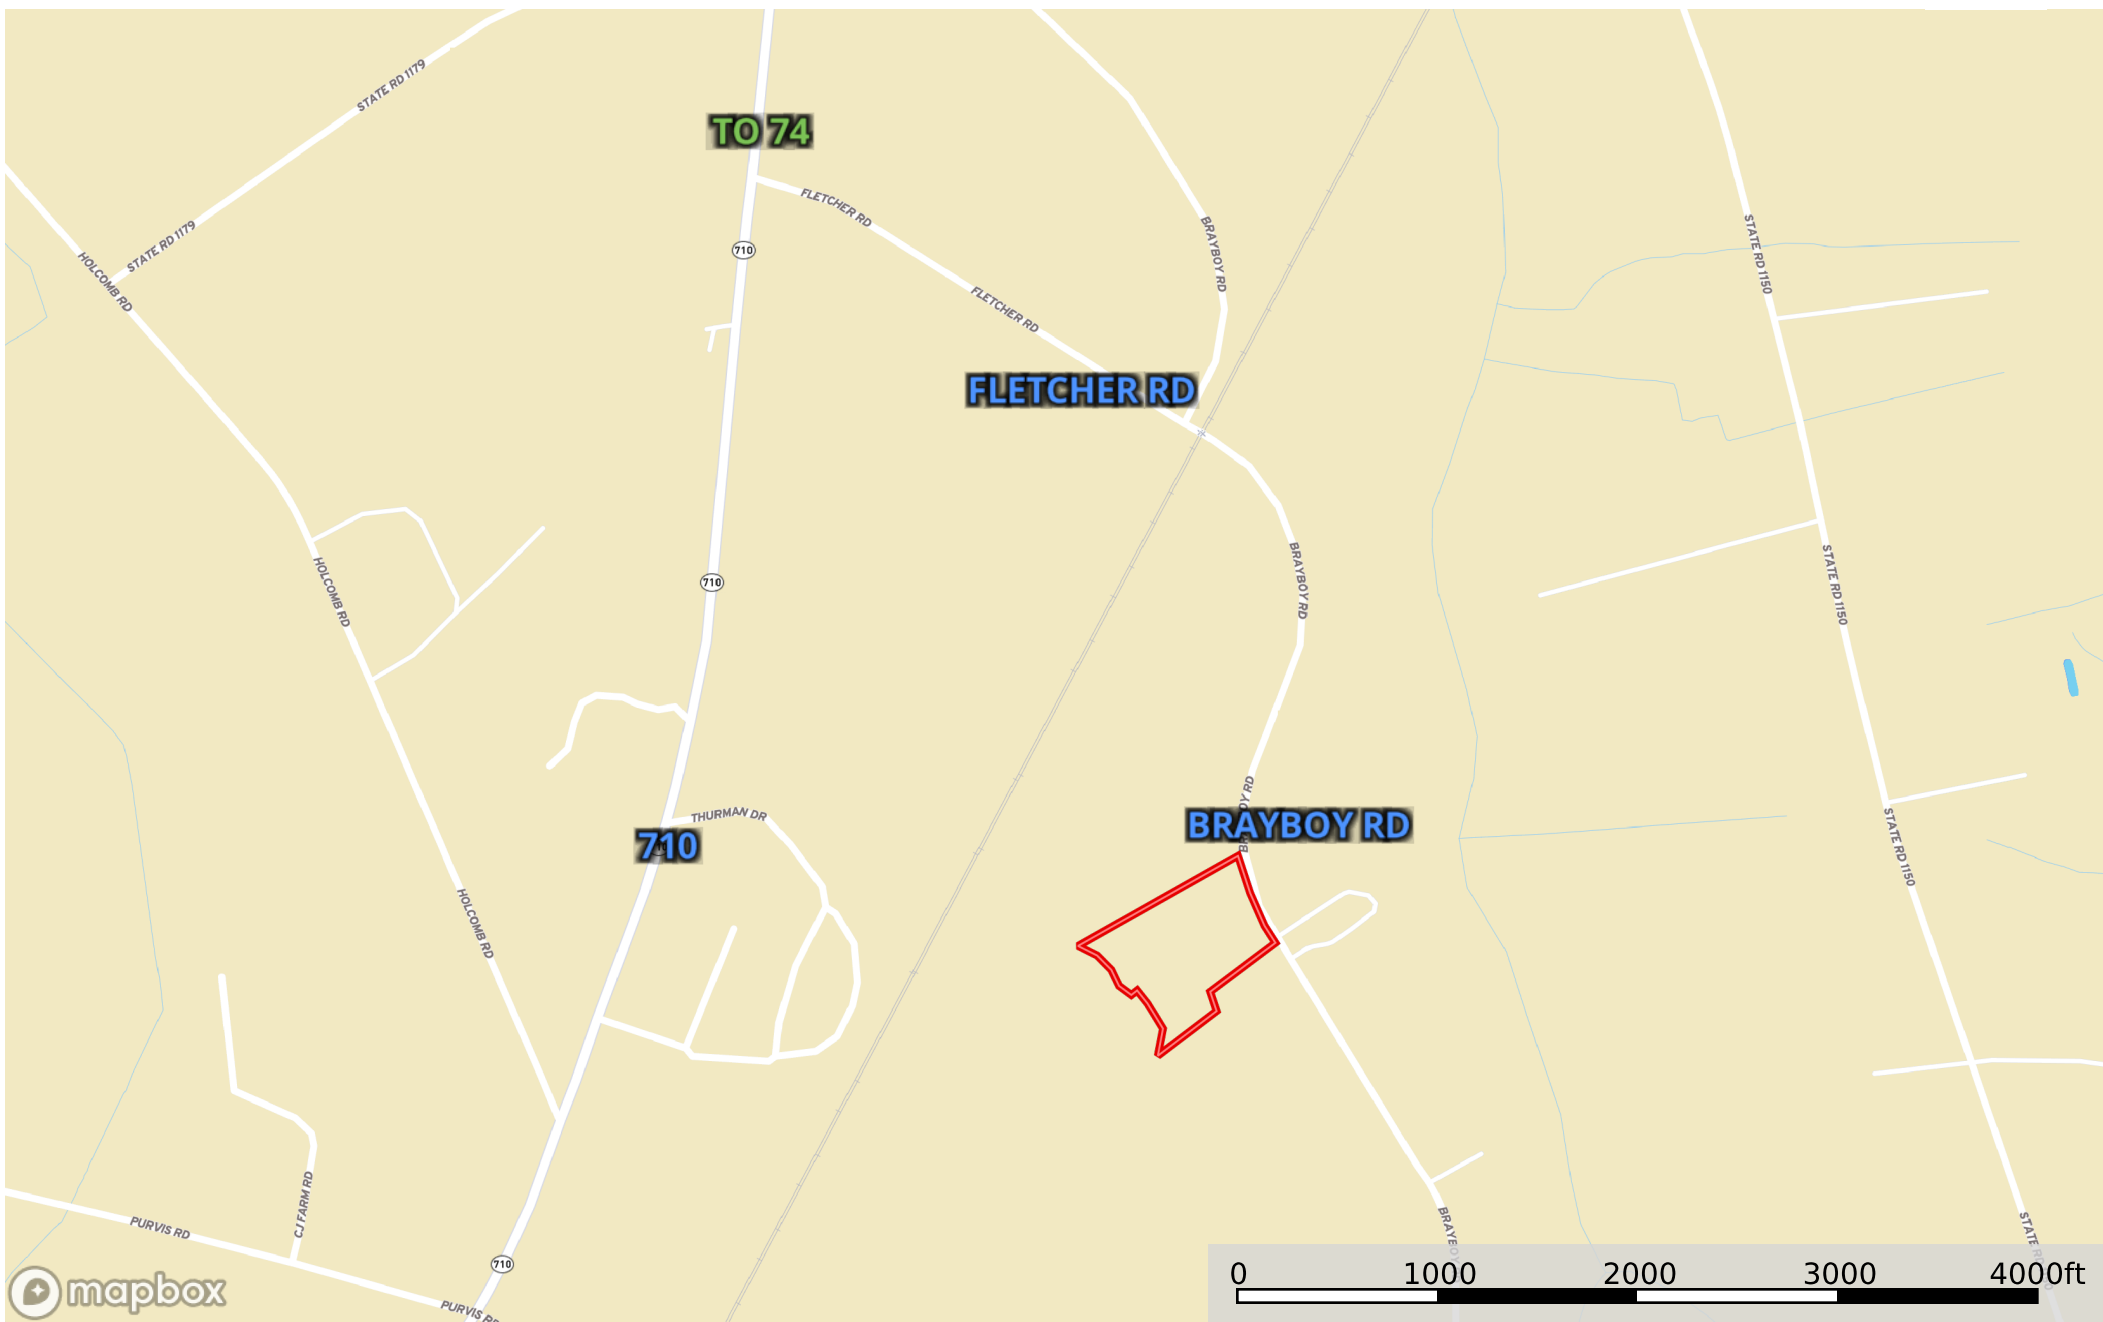 STATE RD 1179
TO 74
FLETCHER RD
BRAYBOY RD
STATE RD 1179
HOLCOMB RD
710
STATE RD 1150
FLETCHER RD
FLETCHER RD
710
HOLCOMB RD
BRAYBOY RD
STATE RD 1150
THURMAN DR
710
BRAYBOY RD
STATE RD 1150
HOLCOMB RD
CJ FARM RD
PURVIS RD
710
PURVIS RD
mapbox
0 1000 2000 3000 4000ft